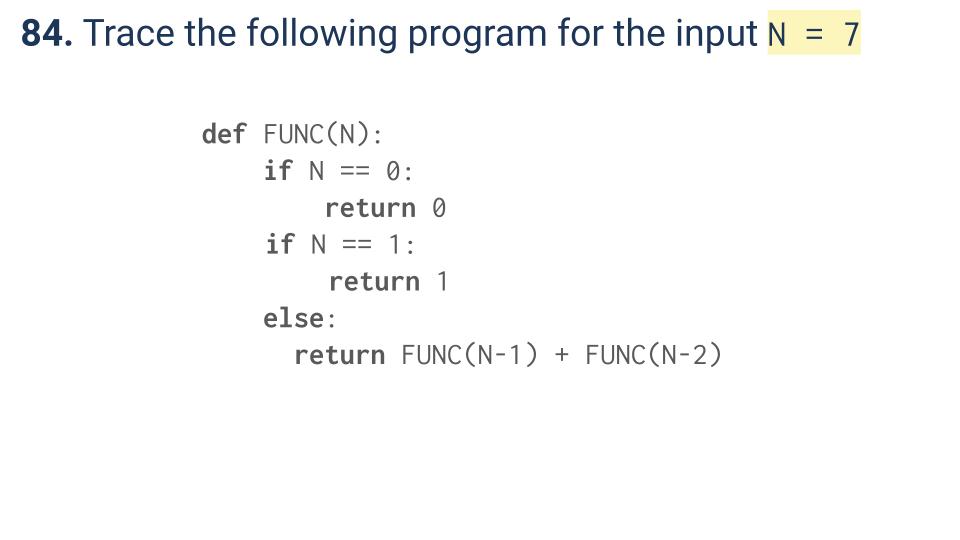 84. Trace the following program for the input N = 7
def FUNC(N):
if N == 0:
return 0
if N == 1:
return 1
else:
return FUNC(N-1) + FUNC(N-2)